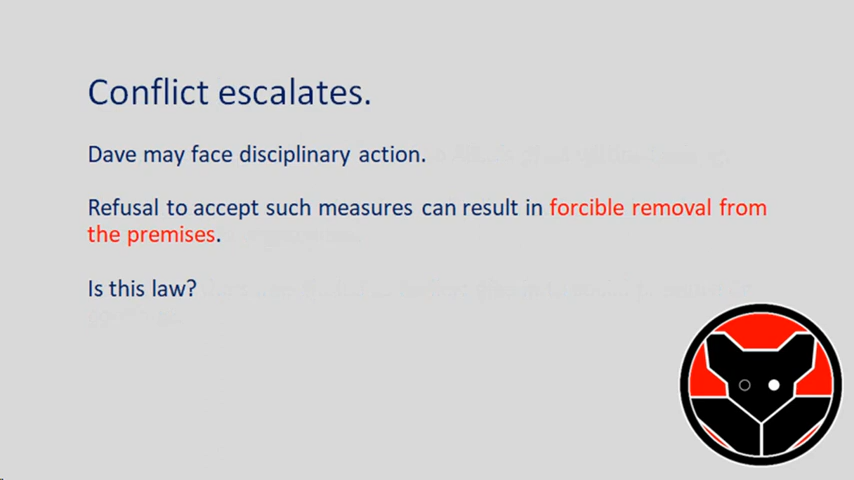 Conflict escalates.
Dave may face disciplinary action.
Refusal to accept such measures can result in forcible removal from
the premises.
Is this law?